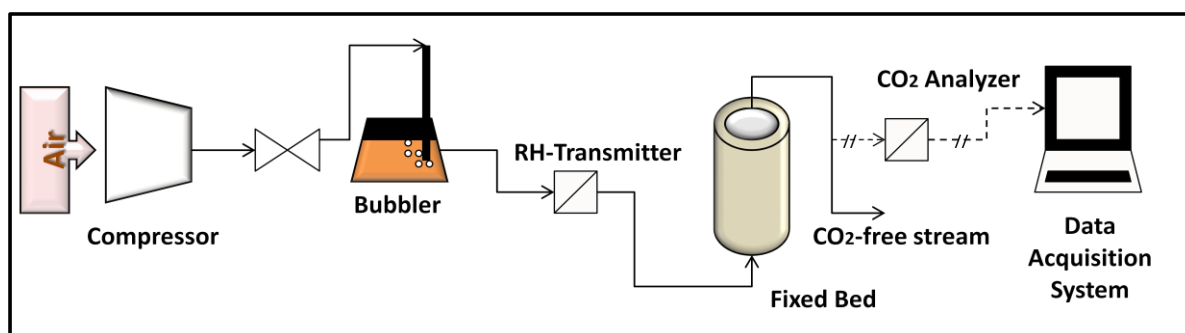 Air
Compressor
Bubbler
RH-Transmitter
Fixed Bed
CO2 Analyzer
CO2-free stream
Data
Acquisition
System